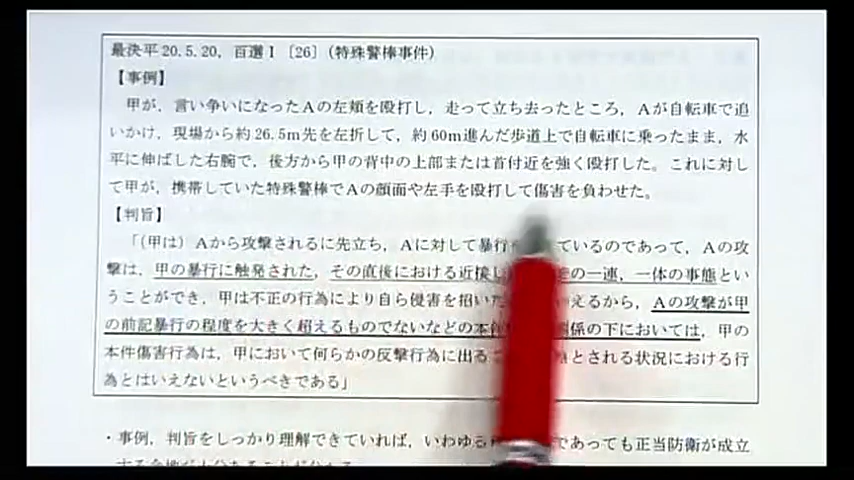 最決平20.5.20，百選Ⅰ〔26〕（特殊警棒事件）
【事例】
甲が，言い争いになったＡの左頬を殴打し，走って立ち去ったところ，Ａが自転車で追
いかけ，現場から約26.5m先を左折して，約60m進んだ歩道上で自転車に乗ったまま，水
平に伸ばした右腕で，後方から甲の背中の上部または首付近を強く殴打した。これに対し
て甲が，携帯していた特殊警棒でＡの顔面や左手を殴打して傷害を負わせた。
【判旨】
「（甲は）Ａから攻撃されるに先立ち，Ａに対して暴行 ているのであって，Ａの攻
撃は，甲の暴行に触発された，その直後における近接し の一連，一体の事態とい
うことができ，甲は不正の行為により自ら侵害を招いた えるから，Ａの攻撃が甲
の前記暴行の程度を大きく超えるものでないなどの本件 関係の下においては，甲の
本件傷害行為は，甲において何らかの反撃行為に出る とされる状況における行
為とはいえないというべきである」
・事例，判旨をしっかり理解できていれば，いわゆる であっても正当防衛が成立